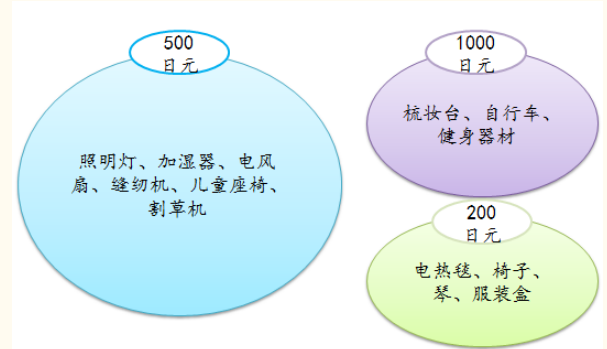 500
日元
照明灯、加湿器、电风
扇、缝纫机、儿童座椅、
割草机
1000
日元
梳妆台、自行车、
健身器材
200
日元
电热毯、椅子、
琴、服装盒